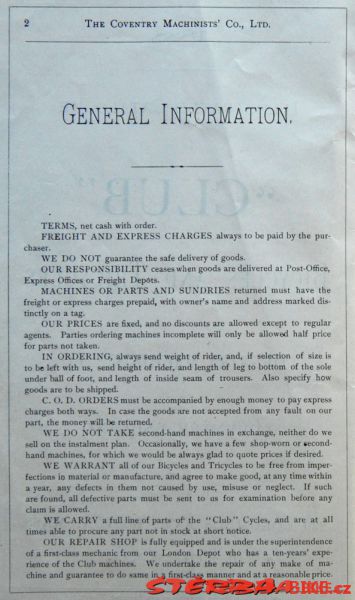 2 THE COVENTRY MACHINISTS' CO., LTD.
GENERAL INFORMATION.
"CLUB"
TERMS, net cash with order.
FREIGHT AND EXPRESS CHARGES always to be paid by the pur-
chaser.
WE DO NOT guarantee the safe delivery of goods.
OUR RESPONSIBILITY ceases when goods are delivered at Post-Office,
Express Offices or Freight Depots.
MACHINES OR PARTS AND SUNDRIES returned must have the
freight or express charges prepaid, with owner's name and address marked dis-
tinctly on a tag.
OUR PRICES are fixed, and no discounts are allowed except to regular
agents. Parties ordering machines incomplete will only be allowed half price
for parts not taken.
IN ORDERING, always send weight of rider, and, if selection of size is
to be left with us, send height of rider, and length of leg to bottom of the sole
under ball of foot, and length of inside seam of trousers. Also specify how
goods are to be shipped.
C. O. D. ORDERS must be accompanied by enough money to pay express
charges both ways. In case the goods are not accepted from any fault on our
part, the money will be returned.
WE DO NOT TAKE second-hand machines in exchange, neither do we
sell on the instalment plan. Occasionally, we have a few shop-worn or second-
hand machines, for which we would be always glad to quote prices if desired.
WE WARRANT all of our Bicycles and Tricycles to be free from imper-
fections in material or manufacture, and agree to make good, at any time within
a year, any defects in them not caused by use, misuse or neglect. If such
are found, all defective parts must be sent to us for examination before any
claim is allowed.
WE CARRY a full line of parts of the "Club" Cycles, and are at all
times able to procure any part not in stock at short notice.
OUR REPAIR SHOP is fully equipped and is under the superintendence
of a first-class mechanic from our London Depot who has a ten-years' expe-
rience of the Club machines. We undertake the repair of any make of ma-
chine and guarantee to do same in a first-class manner and at a reasonable price.